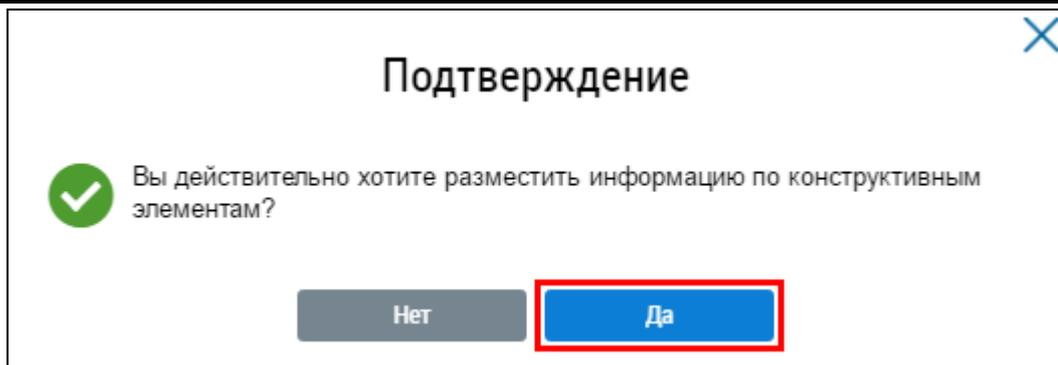 Подтверждение
Вы действительно хотите разместить информацию по конструктивным
элементам?
Нет
Да